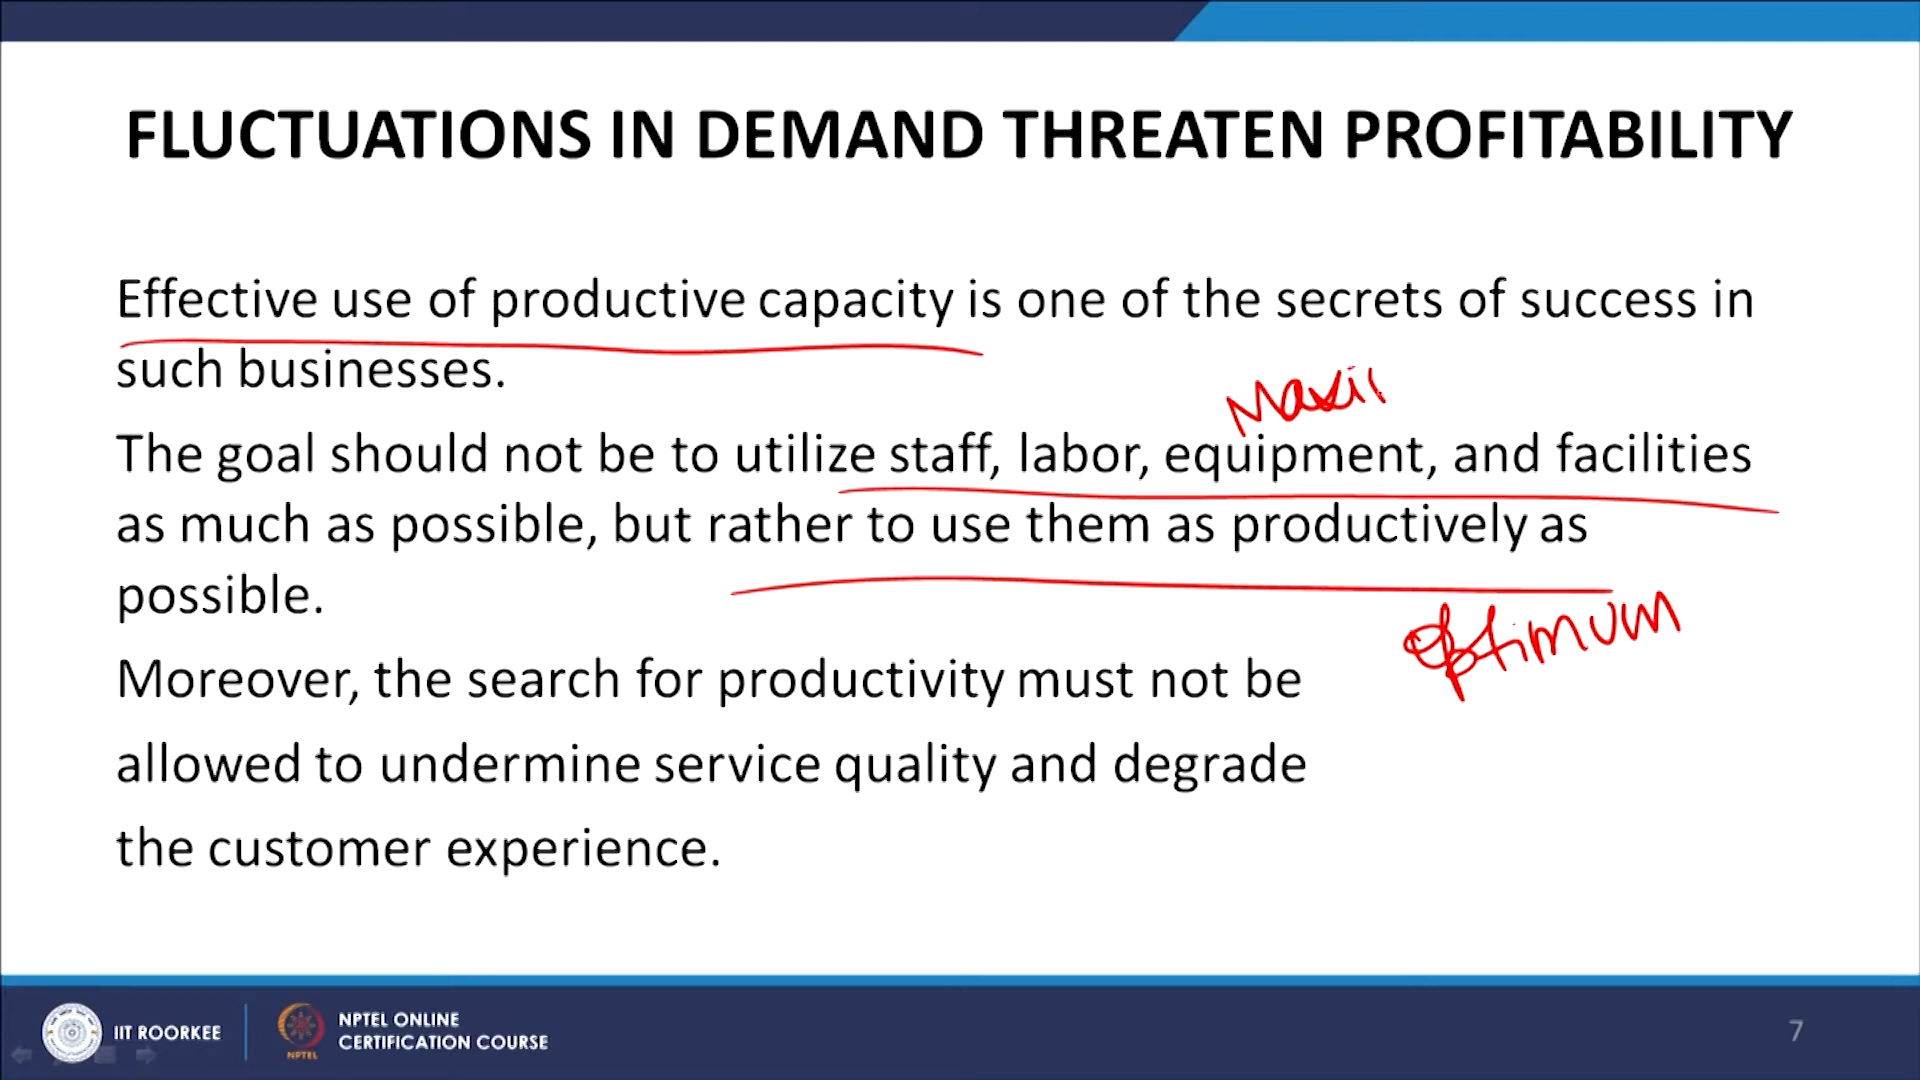 FLUCTUATIONS IN DEMAND THREATEN PROFITABILITY
Effective use of productive capacity is one of the secrets of success in
such businesses.
Maxi
The goal should not be to utilize staff, labor, equipment, and facilities
as much as possible, but rather to use them as productively as
possible.
Optimum
Moreover, the search for productivity must not be
allowed to undermine service quality and degrade
the customer experience.
IIT ROORKEE
NPTEL
NPTEL ONLINE
CERTIFICATION COURSE
7